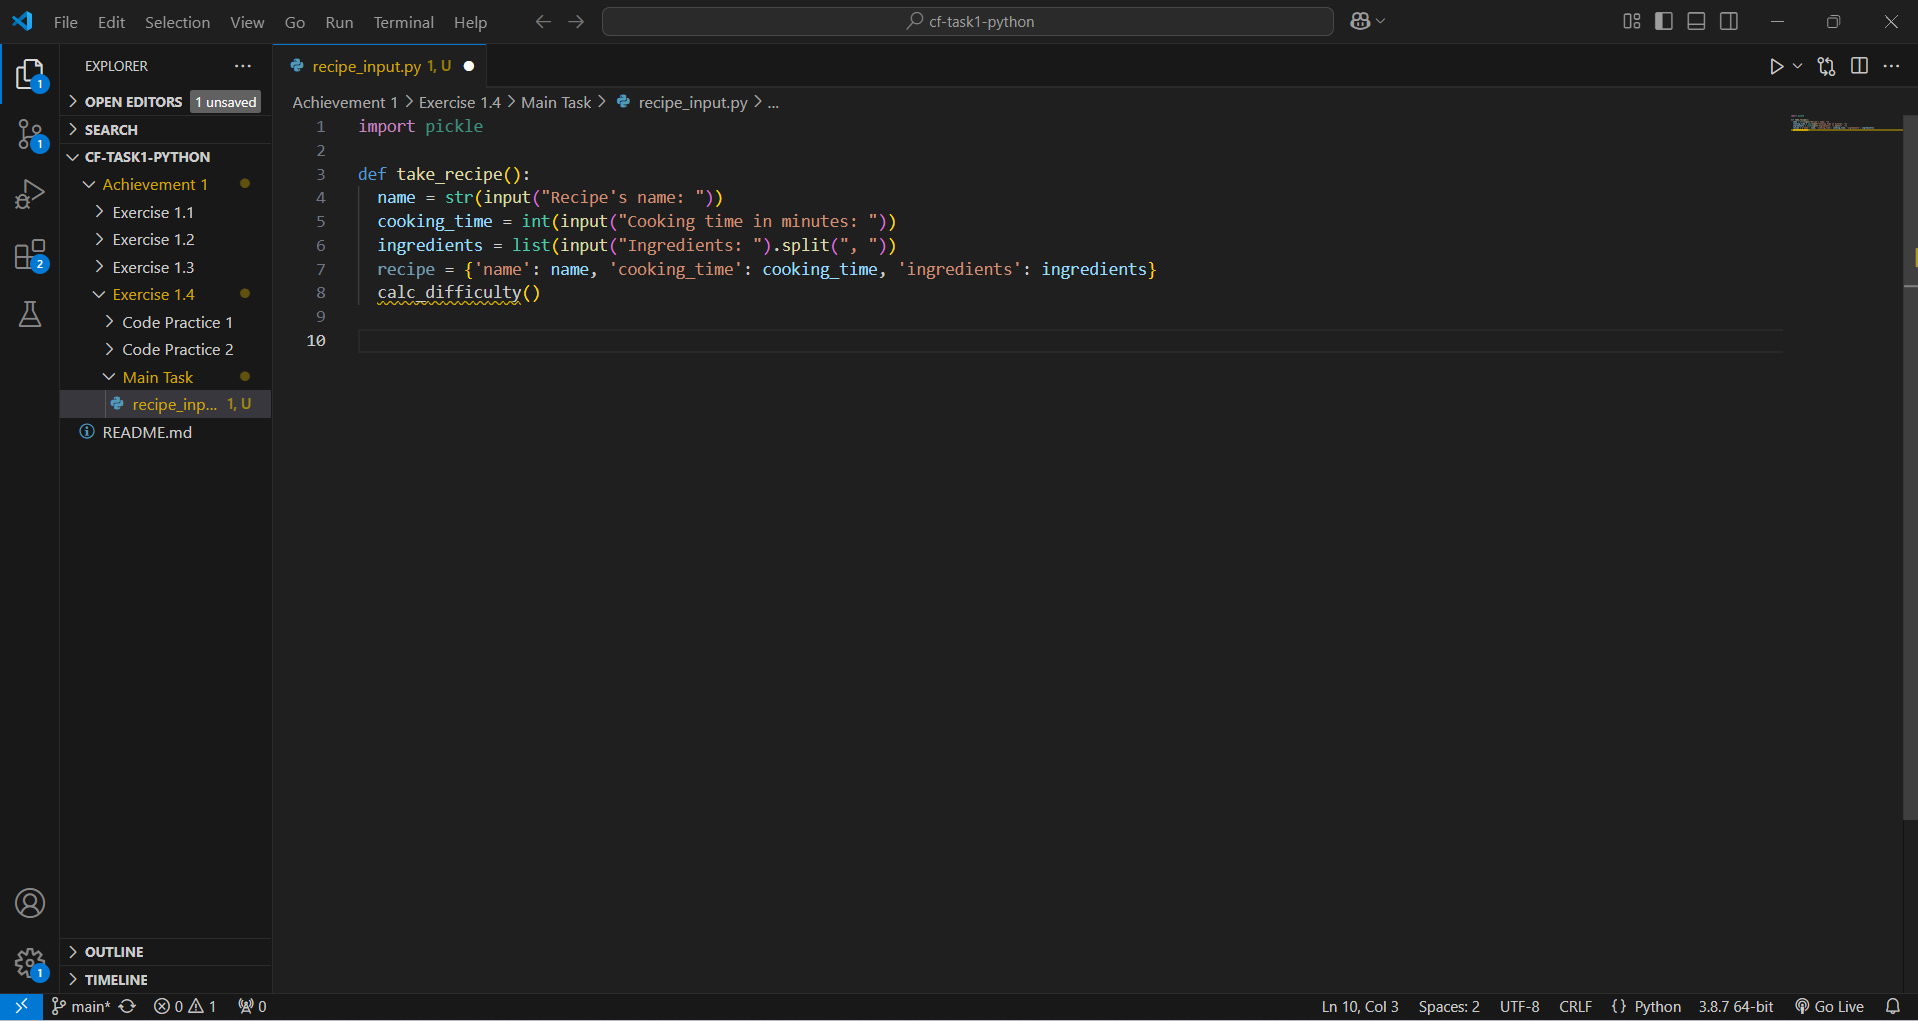 File Edit Selection View Go Run Terminal Help cf-task1-python
EXPLORER
1
OPEN EDITORS 1 unsaved
SEARCH
1
CF-TASK1-PYTHON
Achievement 1
Exercise 1.1
Exercise 1.2
Exercise 1.3
2
Exercise 1.4
Code Practice 1
Code Practice 2
Main Task
recipe_inp... 1, U
README.md
OUTLINE
1
TIMELINE
recipe_input.py 1, U
Achievement 1 > Exercise 1.4 > Main Task > recipe_input.py > ...
1 import pickle
2
3 def take_recipe():
4 name = str(input("Recipe's name: "))
5 cooking_time = int(input("Cooking time in minutes: "))
6 ingredients = list(input("Ingredients: ").split(", "))
7 recipe = {'name': name, 'cooking_time': cooking_time, 'ingredients': ingredients}
8 calc_difficulty()
9
10
main* 0 1 0 Ln 10, Col 3 Spaces: 2 UTF-8 CRLF {} Python 3.8.7 64-bit Go Live